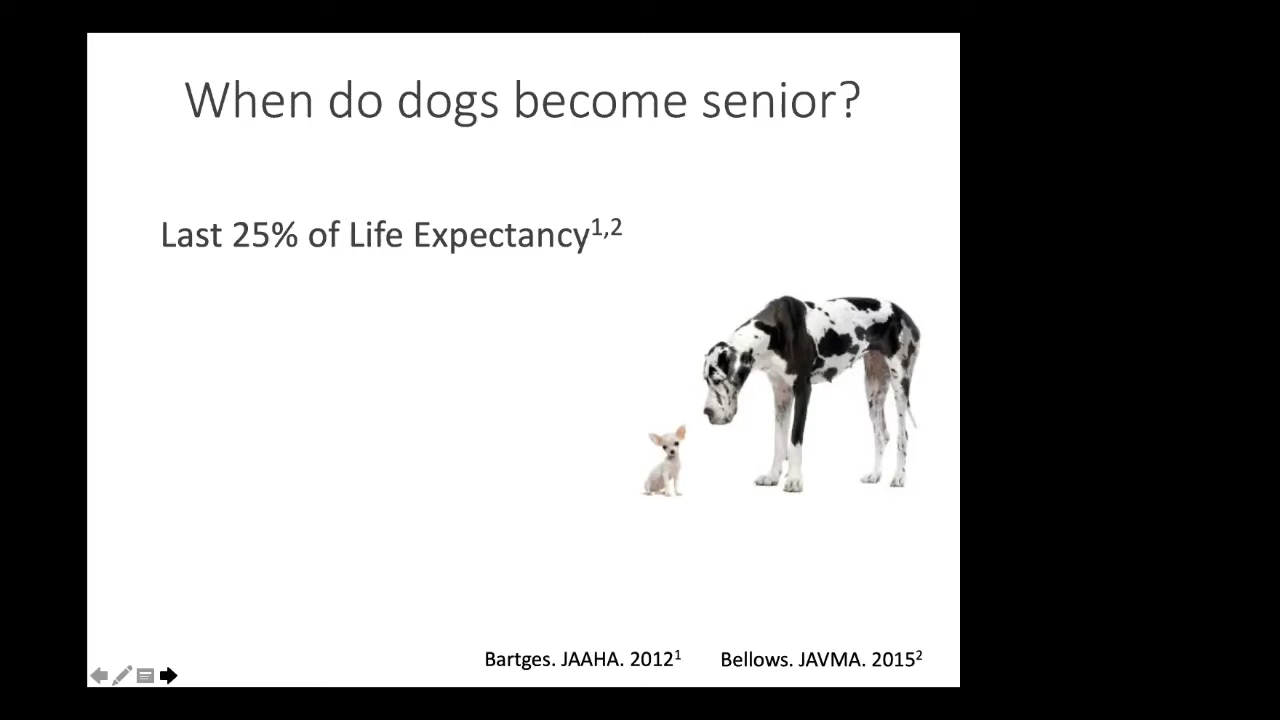 When do dogs become senior?
Last 25% of Life Expectancy¹,²
Bartges. JAAHA. 2012¹
Bellows. JAVMA. 2015²